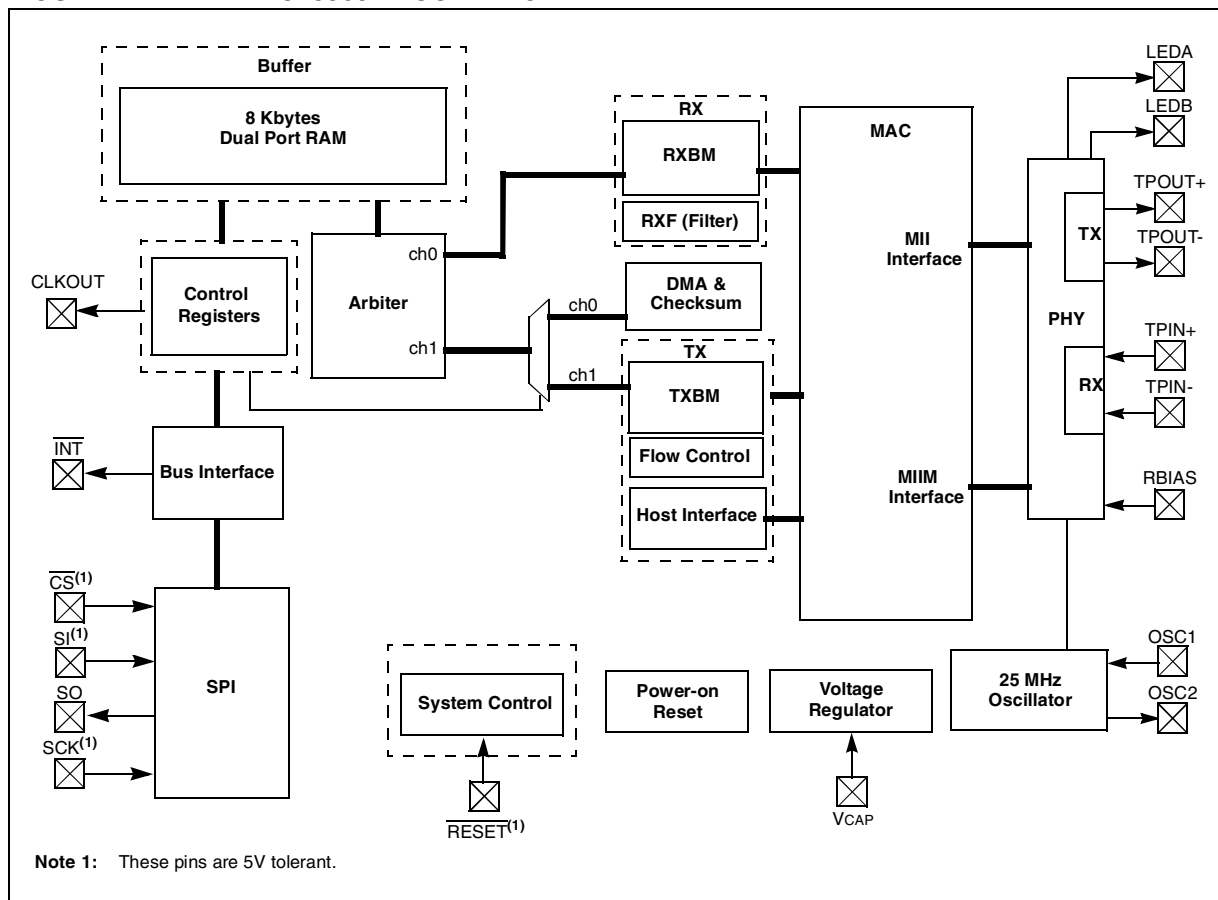 Buffer
8 Kbytes
Dual Port RAM
CLKOUT
Control
Registers
Arbiter
ch0
ch1
ch0
ch1
RX
RXBM
RXF (Filter)
DMA &
Checksum
TX
TXBM
Flow Control
Host Interface
MAC
MII
Interface
MIIM
Interface
PHY
TX
RX
LEDA
LEDB
TPOUT+
TPOUT-
TPIN+
TPIN-
RBIAS
INT
Bus Interface
CS(1)
SI(1)
SO
SCK(1)
SPI
System Control
RESET(1)
Power-on
Reset
Voltage
Regulator
VCAP
25 MHz
Oscillator
OSC1
OSC2
Note 1: These pins are 5V tolerant.